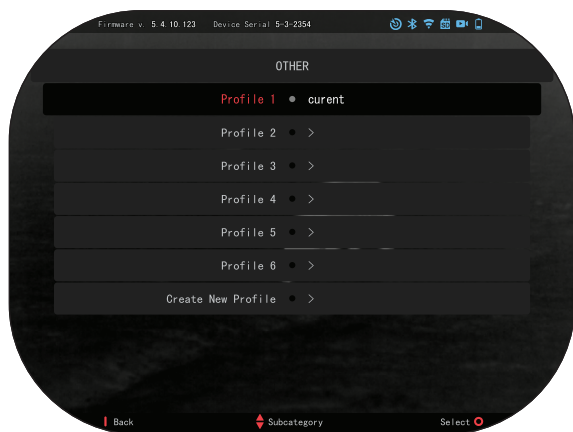 Firmware v. 5.4.10.123 Device Serial 5-3-2354
OTHER
Profile 1 curent
Profile 2 >
Profile 3 >
Profile 4 >
Profile 5 >
Profile 6 >
Create New Profile >
Back Subcategory Select